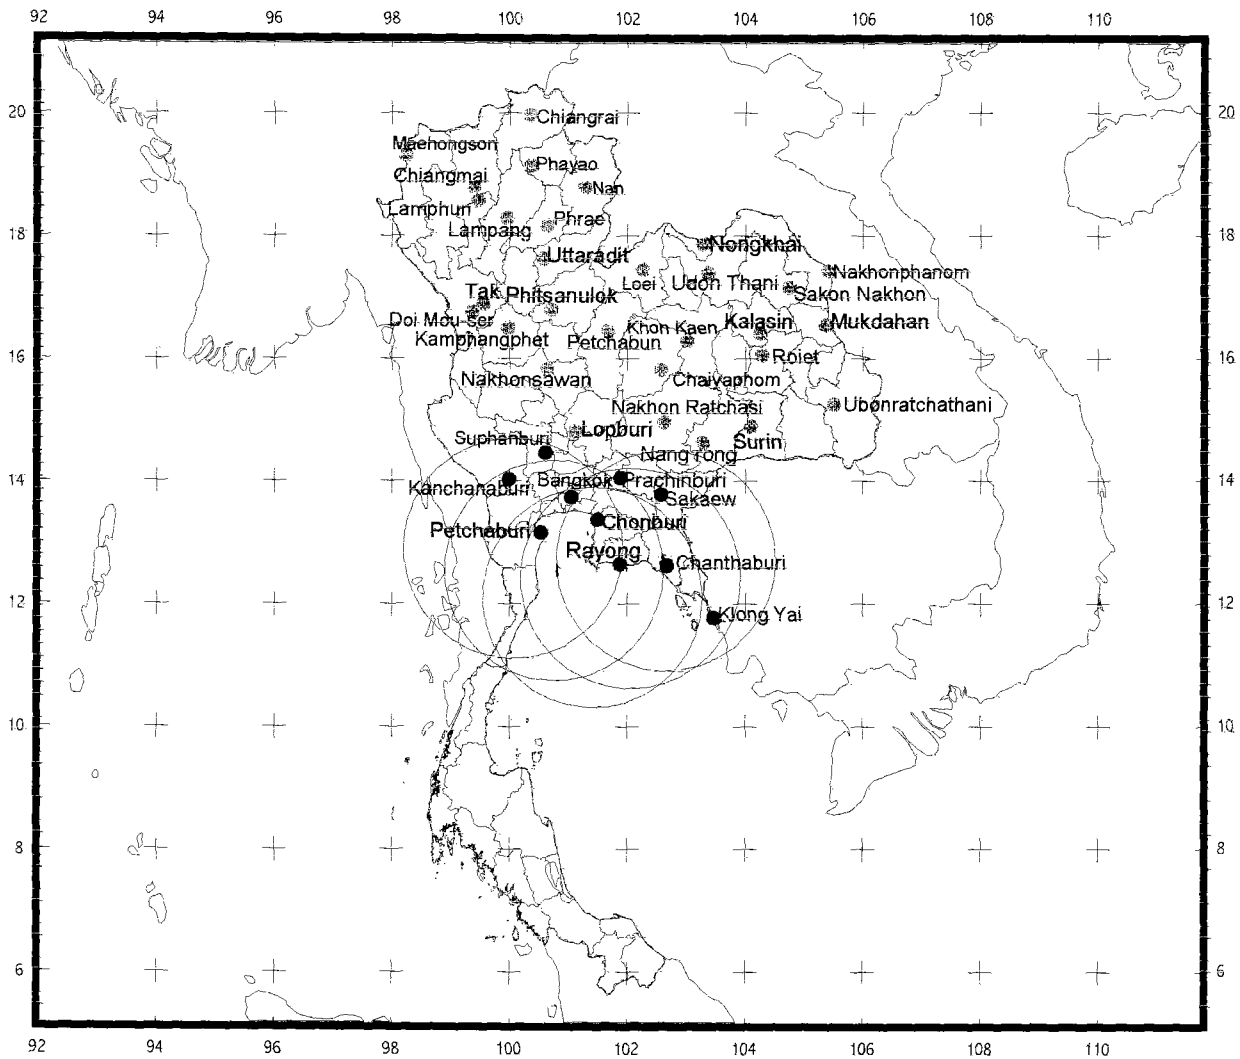 92 94 96 98 100 102 104 106 108 110
20 20
Chiangrai
Maehongson
Phayao
Chiangmai
Nan
Lamphun
Phrae
Lampang
18 18
Nongkhai
Uttaradit
Nakhonphanom
Loei
Udon Thani
Sakon Nakhon
Tak
Phitsanulok
Doi Mou-ser
Khon Kaen
Kalasin
Mukdahan
Kamphangphet
Petchabun
Roiet
16 16
Nakhonsawan
Chaiyaphom
Nakhon Ratchasi
Ubonratchathani
Suphanburi
Lopburi
Surin
Nang rong
14 14
Kanchanaburi
Bangkok
Prachinburi
Sakaew
Petchaburi
Chonburi
Rayong
Chanthaburi
12 12
Klong Yai
10 10
8 8
6 6
92 94 96 98 100 102 104 106 108 110